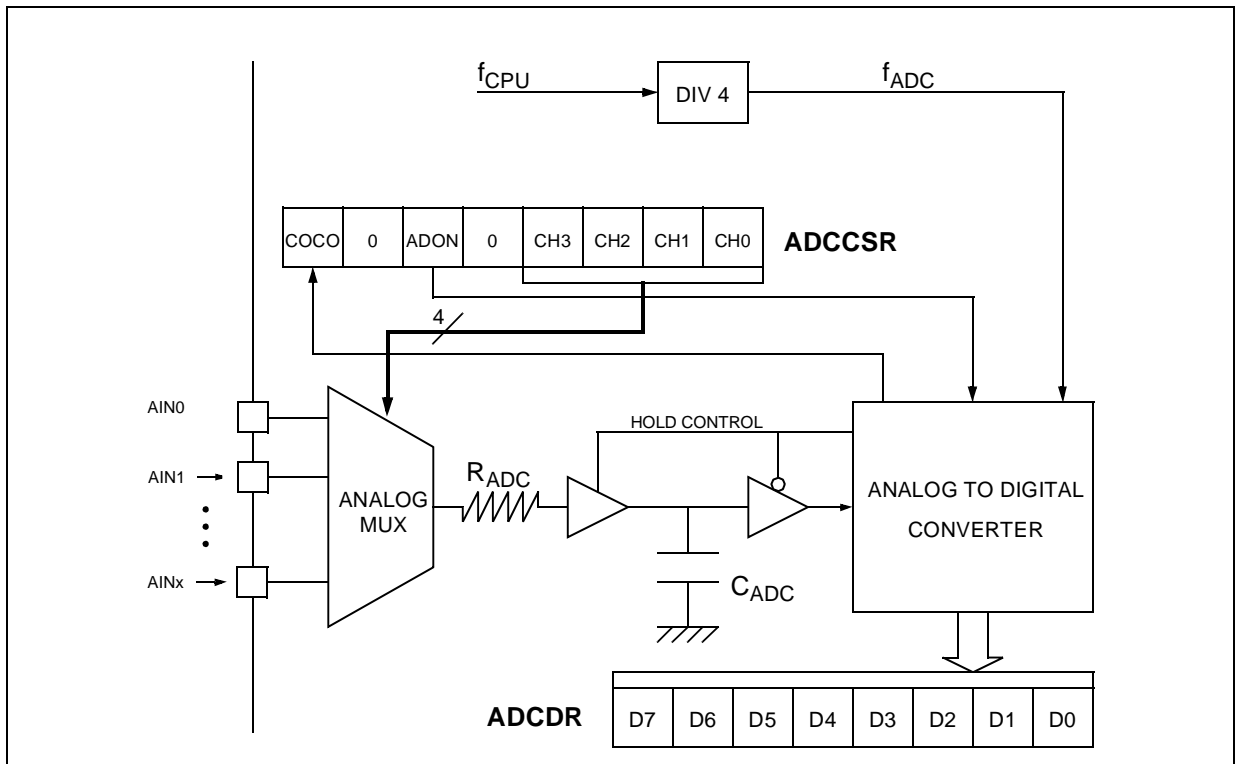 fCPU
DIV 4
fADC
COCO 0 ADON 0 CH3 CH2 CH1 CH0
ADCCSR
4
AIN0
AIN1
AINx
ANALOG
MUX
RADC
HOLD CONTROL
CADC
ANALOG TO DIGITAL
CONVERTER
ADCDR
D7 D6 D5 D4 D3 D2 D1 D0